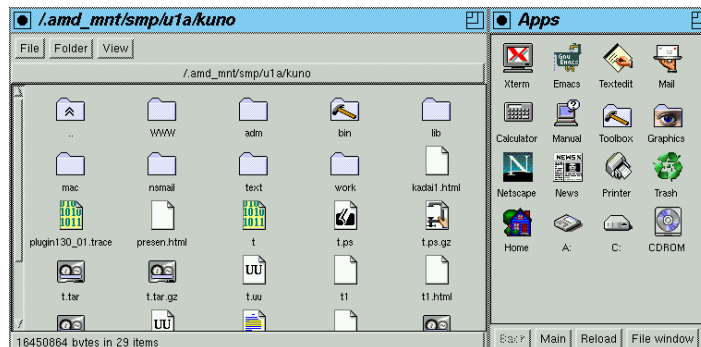 /.amd_mnt/smp/u1a/kuno
File Folder View
/.amd_mnt/smp/u1a/kuno
.. WWW adm bin lib
mac nsmail text work kadai1.html
plugin130_01.trace presen.html t t.ps t.ps.gz
t.tar t.tar.gz t.uu t1 t1.html
16450864 bytes in 29 items
Apps
Xterm Emacs Textedit Mail
Calculator Manual Toolbox Graphics
Netscape News Printer Trash
Home A: C: CDROM
Back Main Reload File window